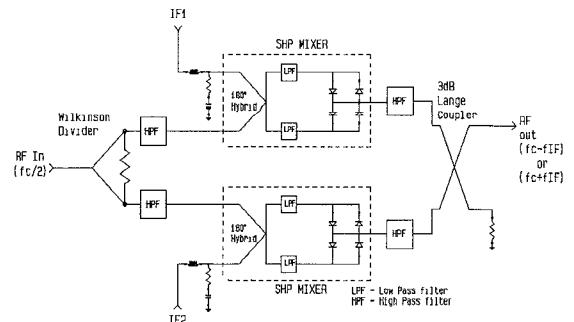 IF1
SHP MIXER
LPF
180°
Hybrid
LPF
HPF
Wilkinson
Divider
HPF
RF In
(fc/2)
HPF
3dB
Lange
Coupler
RF
out
(fc-fIF)
or
(fc+fIF)
180°
Hybrid
LPF
LPF
HPF
SHP MIXER
LPF - Low Pass filter
HPF - High Pass filter
IF2